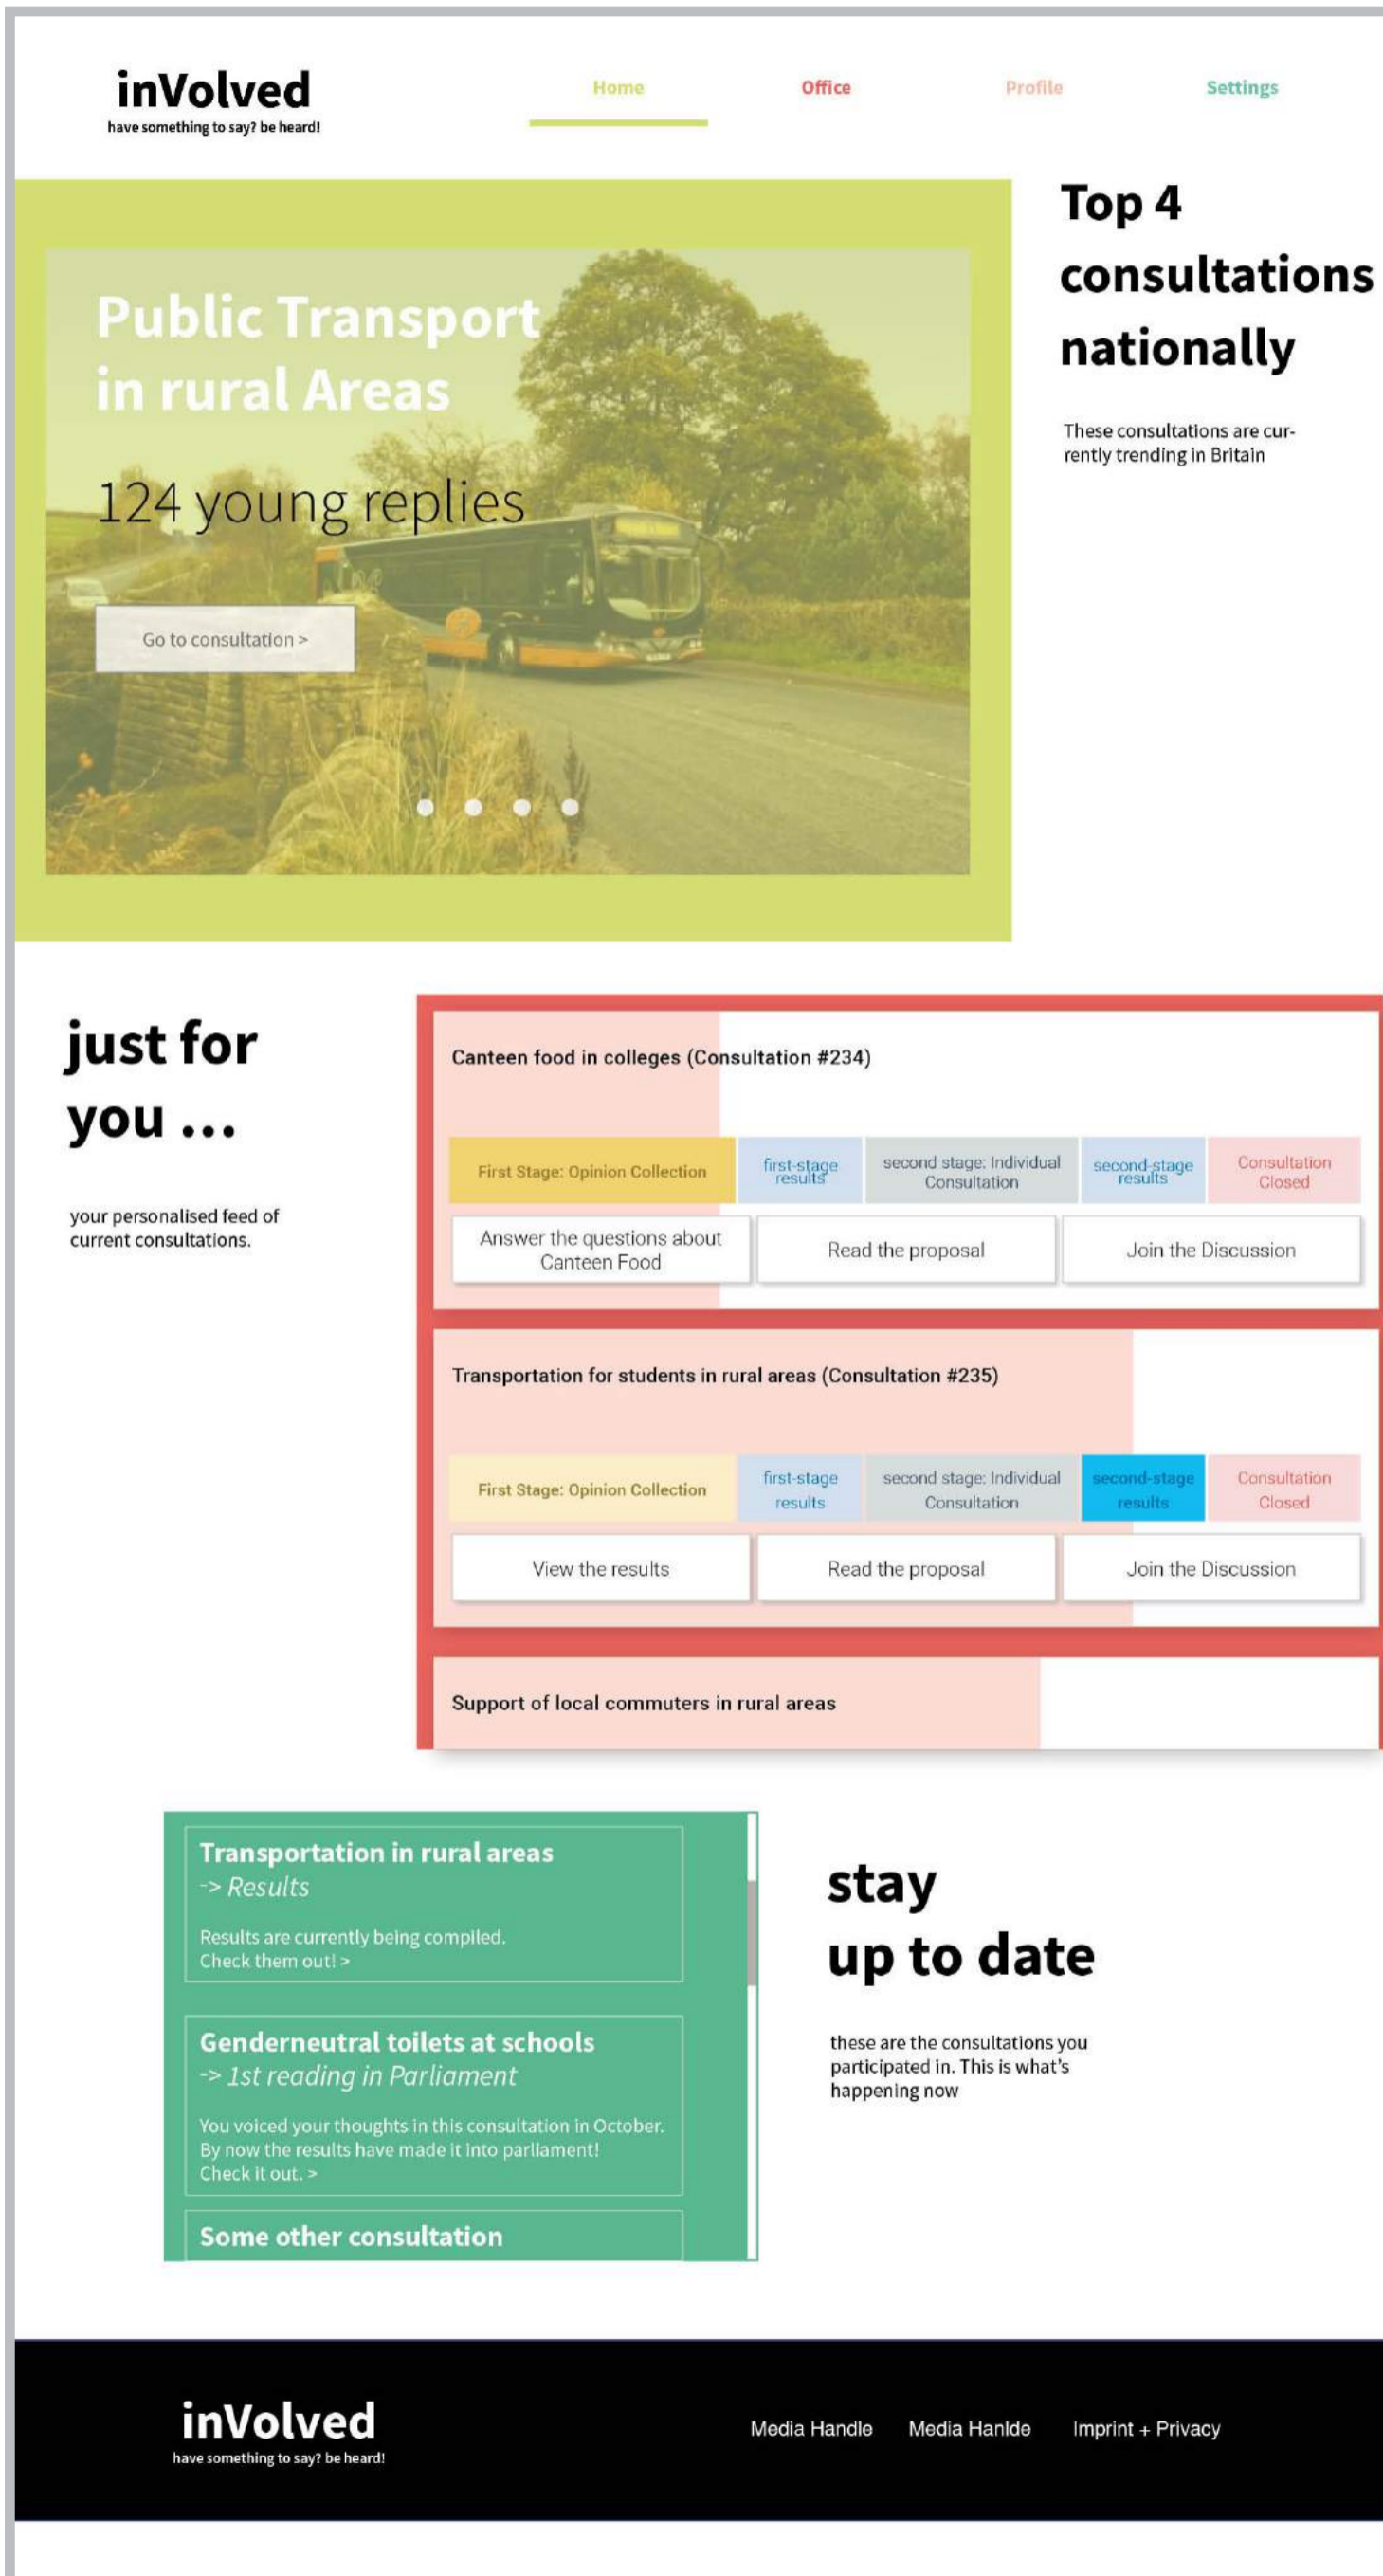 inVolved
have something to say? be heard!
Home
Office
Profile
Settings
Public Transport
in rural Areas
124 young replies
Go to consultation >
Top 4
consultations
nationally
These consultations are cur-
rently trending in Britain
just for
you ...
your personalised feed of
current consultations.
Canteen food in colleges (Consultation #234)
First Stage: Opinion Collection
first-stage
results
second stage: Individual
Consultation
second-stage
results
Consultation
Closed
Answer the questions about
Canteen Food
Read the proposal
Join the Discussion
Transportation for students in rural areas (Consultation #235)
First Stage: Opinion Collection
first-stage
results
second stage: Individual
Consultation
second-stage
results
Consultation
Closed
View the results
Read the proposal
Join the Discussion
Support of local commuters in rural areas
Transportation in rural areas
-> Results
Results are currently being compiled.
Check them out! >
Genderneutral toilets at schools
-> 1st reading in Parliament
You voiced your thoughts in this consultation in October.
By now the results have made it into parliament!
Check it out. >
Some other consultation
stay
up to date
these are the consultations you
participated in. This is what's
happening now
inVolved
have something to say? be heard!
Media Handle
Media Hanlde
Imprint + Privacy